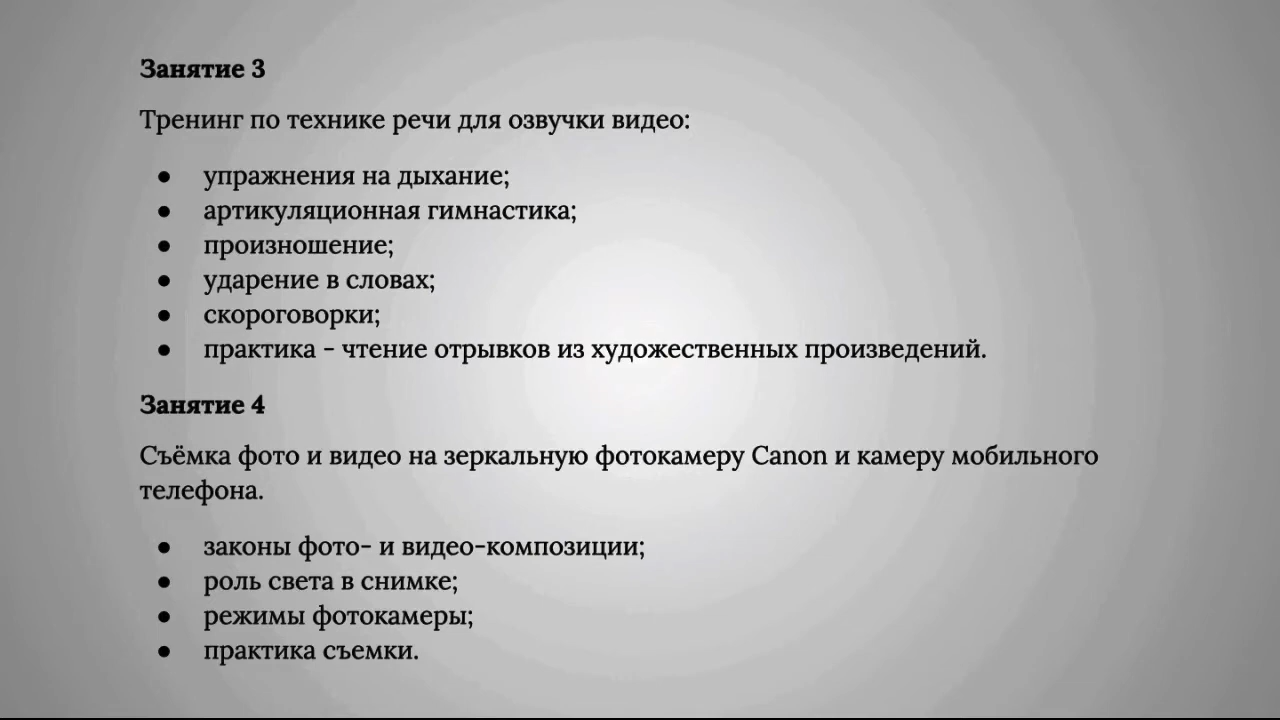 Занятие 3
Тренинг по технике речи для озвучки видео:
● упражнения на дыхание;
● артикуляционная гимнастика;
● произношение;
● ударение в словах;
● скороговорки;
● практика - чтение отрывков из художественных произведений.
Занятие 4
Съёмка фото и видео на зеркальную фотокамеру Canon и камеру мобильного
телефона.
● законы фото- и видео-композиции;
● роль света в снимке;
● режимы фотокамеры;
● практика съемки.